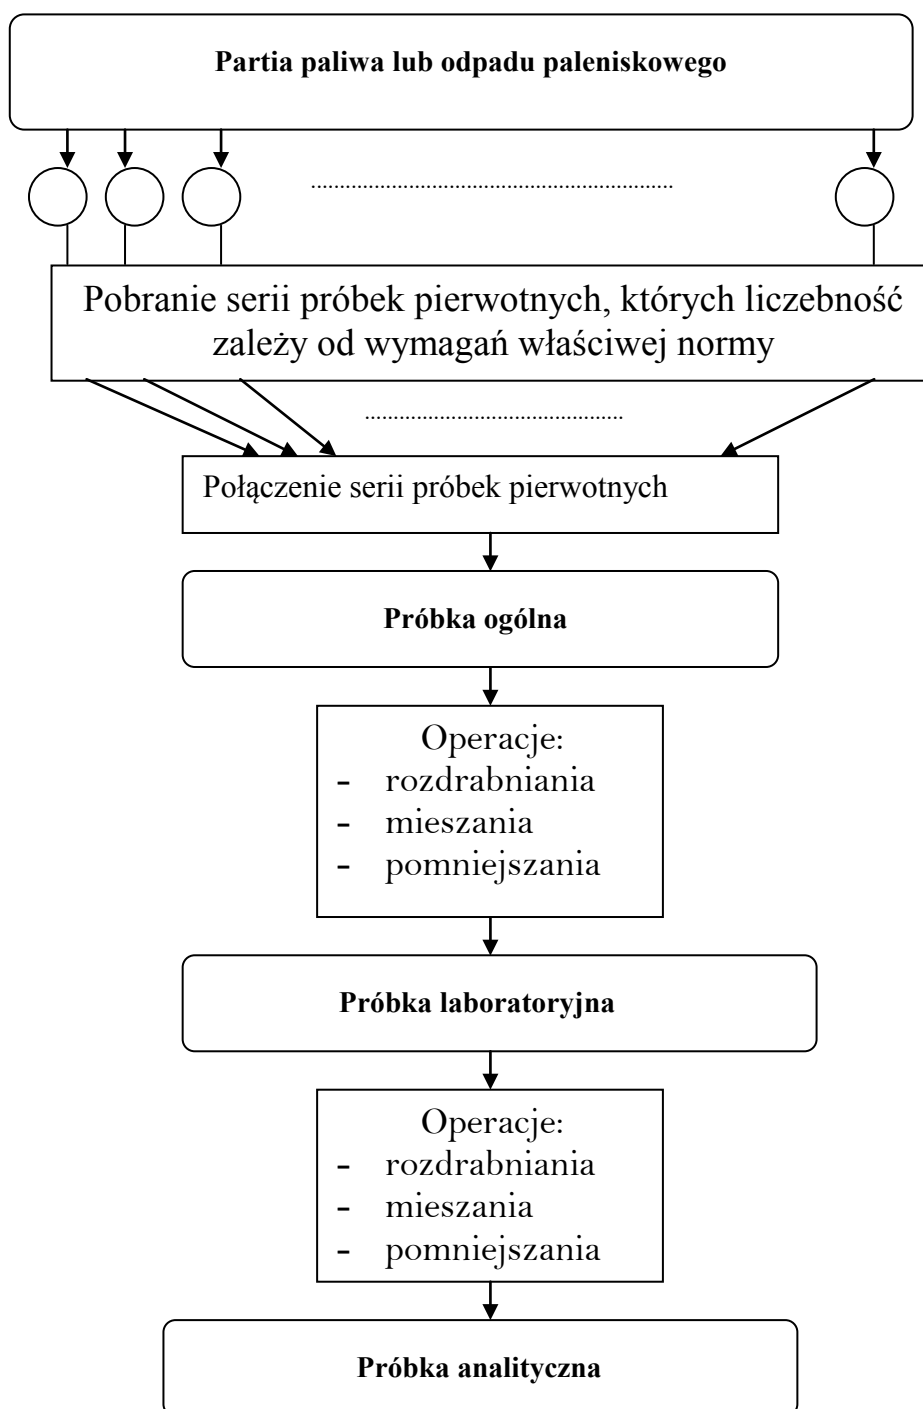 Partia paliwa lub odpadu paleniskowego
...............................................................
Pobranie serii próbek pierwotnych, których liczebność
zależy od wymagań właściwej normy
.............................................
Połączenie serii próbek pierwotnych
Próbka ogólna
Operacje:
- rozdrabniania
- mieszania
- pomniejszania
Próbka laboratoryjna
Operacje:
- rozdrabniania
- mieszania
- pomniejszania
Próbka analityczna